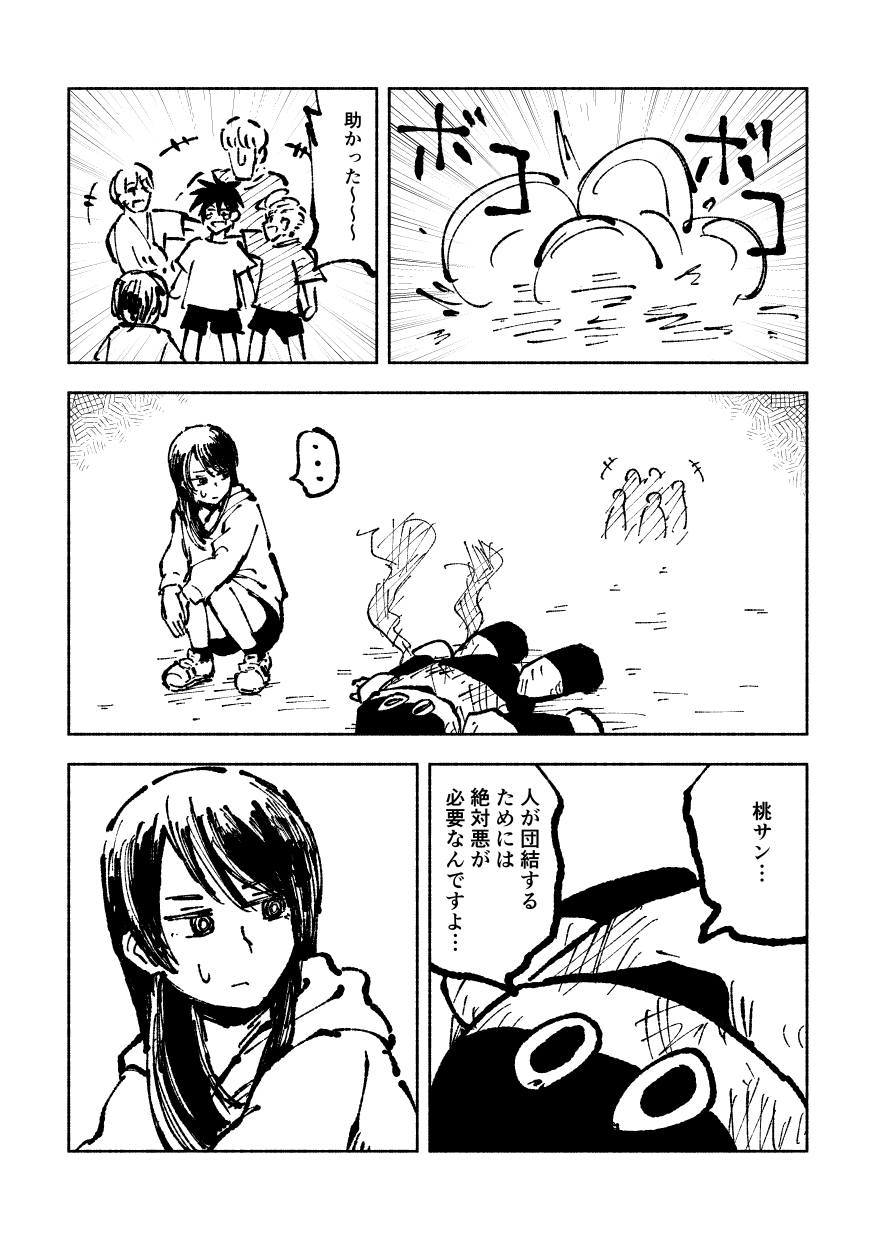 ボコ
ボコ
助かった〜〜〜
…
桃サン…
人が団結する
ためには
絶対悪が
必要なんですよ…